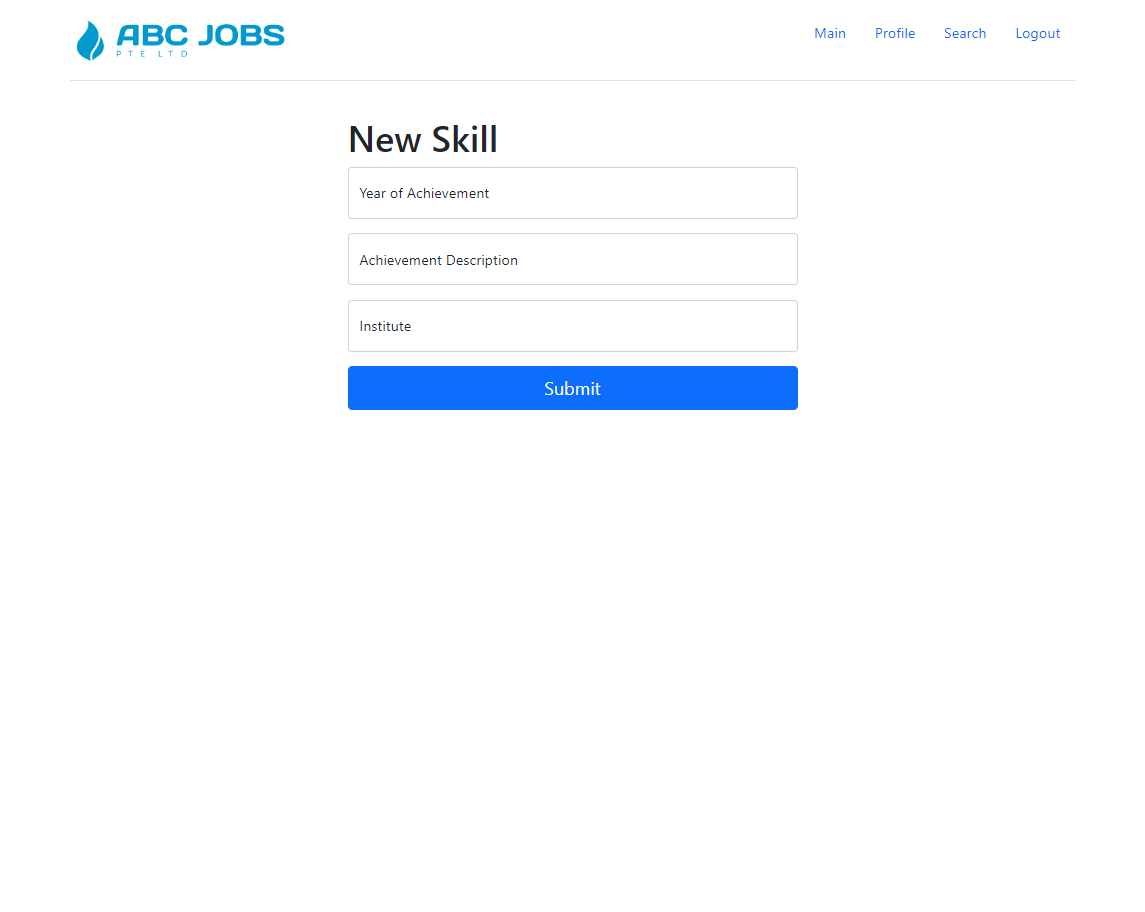 ABC JOBS
PTE LTD
Main Profile Search Logout
New Skill
Year of Achievement
Achievement Description
Institute
Submit